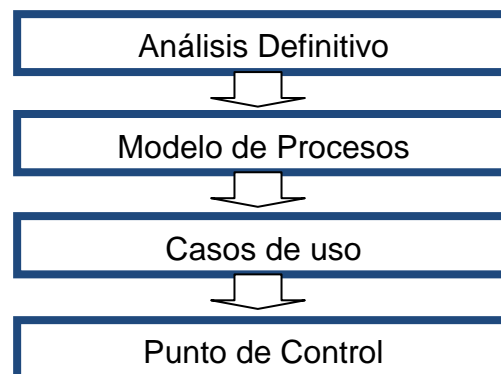 Análisis Definitivo
Modelo de Procesos
Casos de uso
Punto de Control